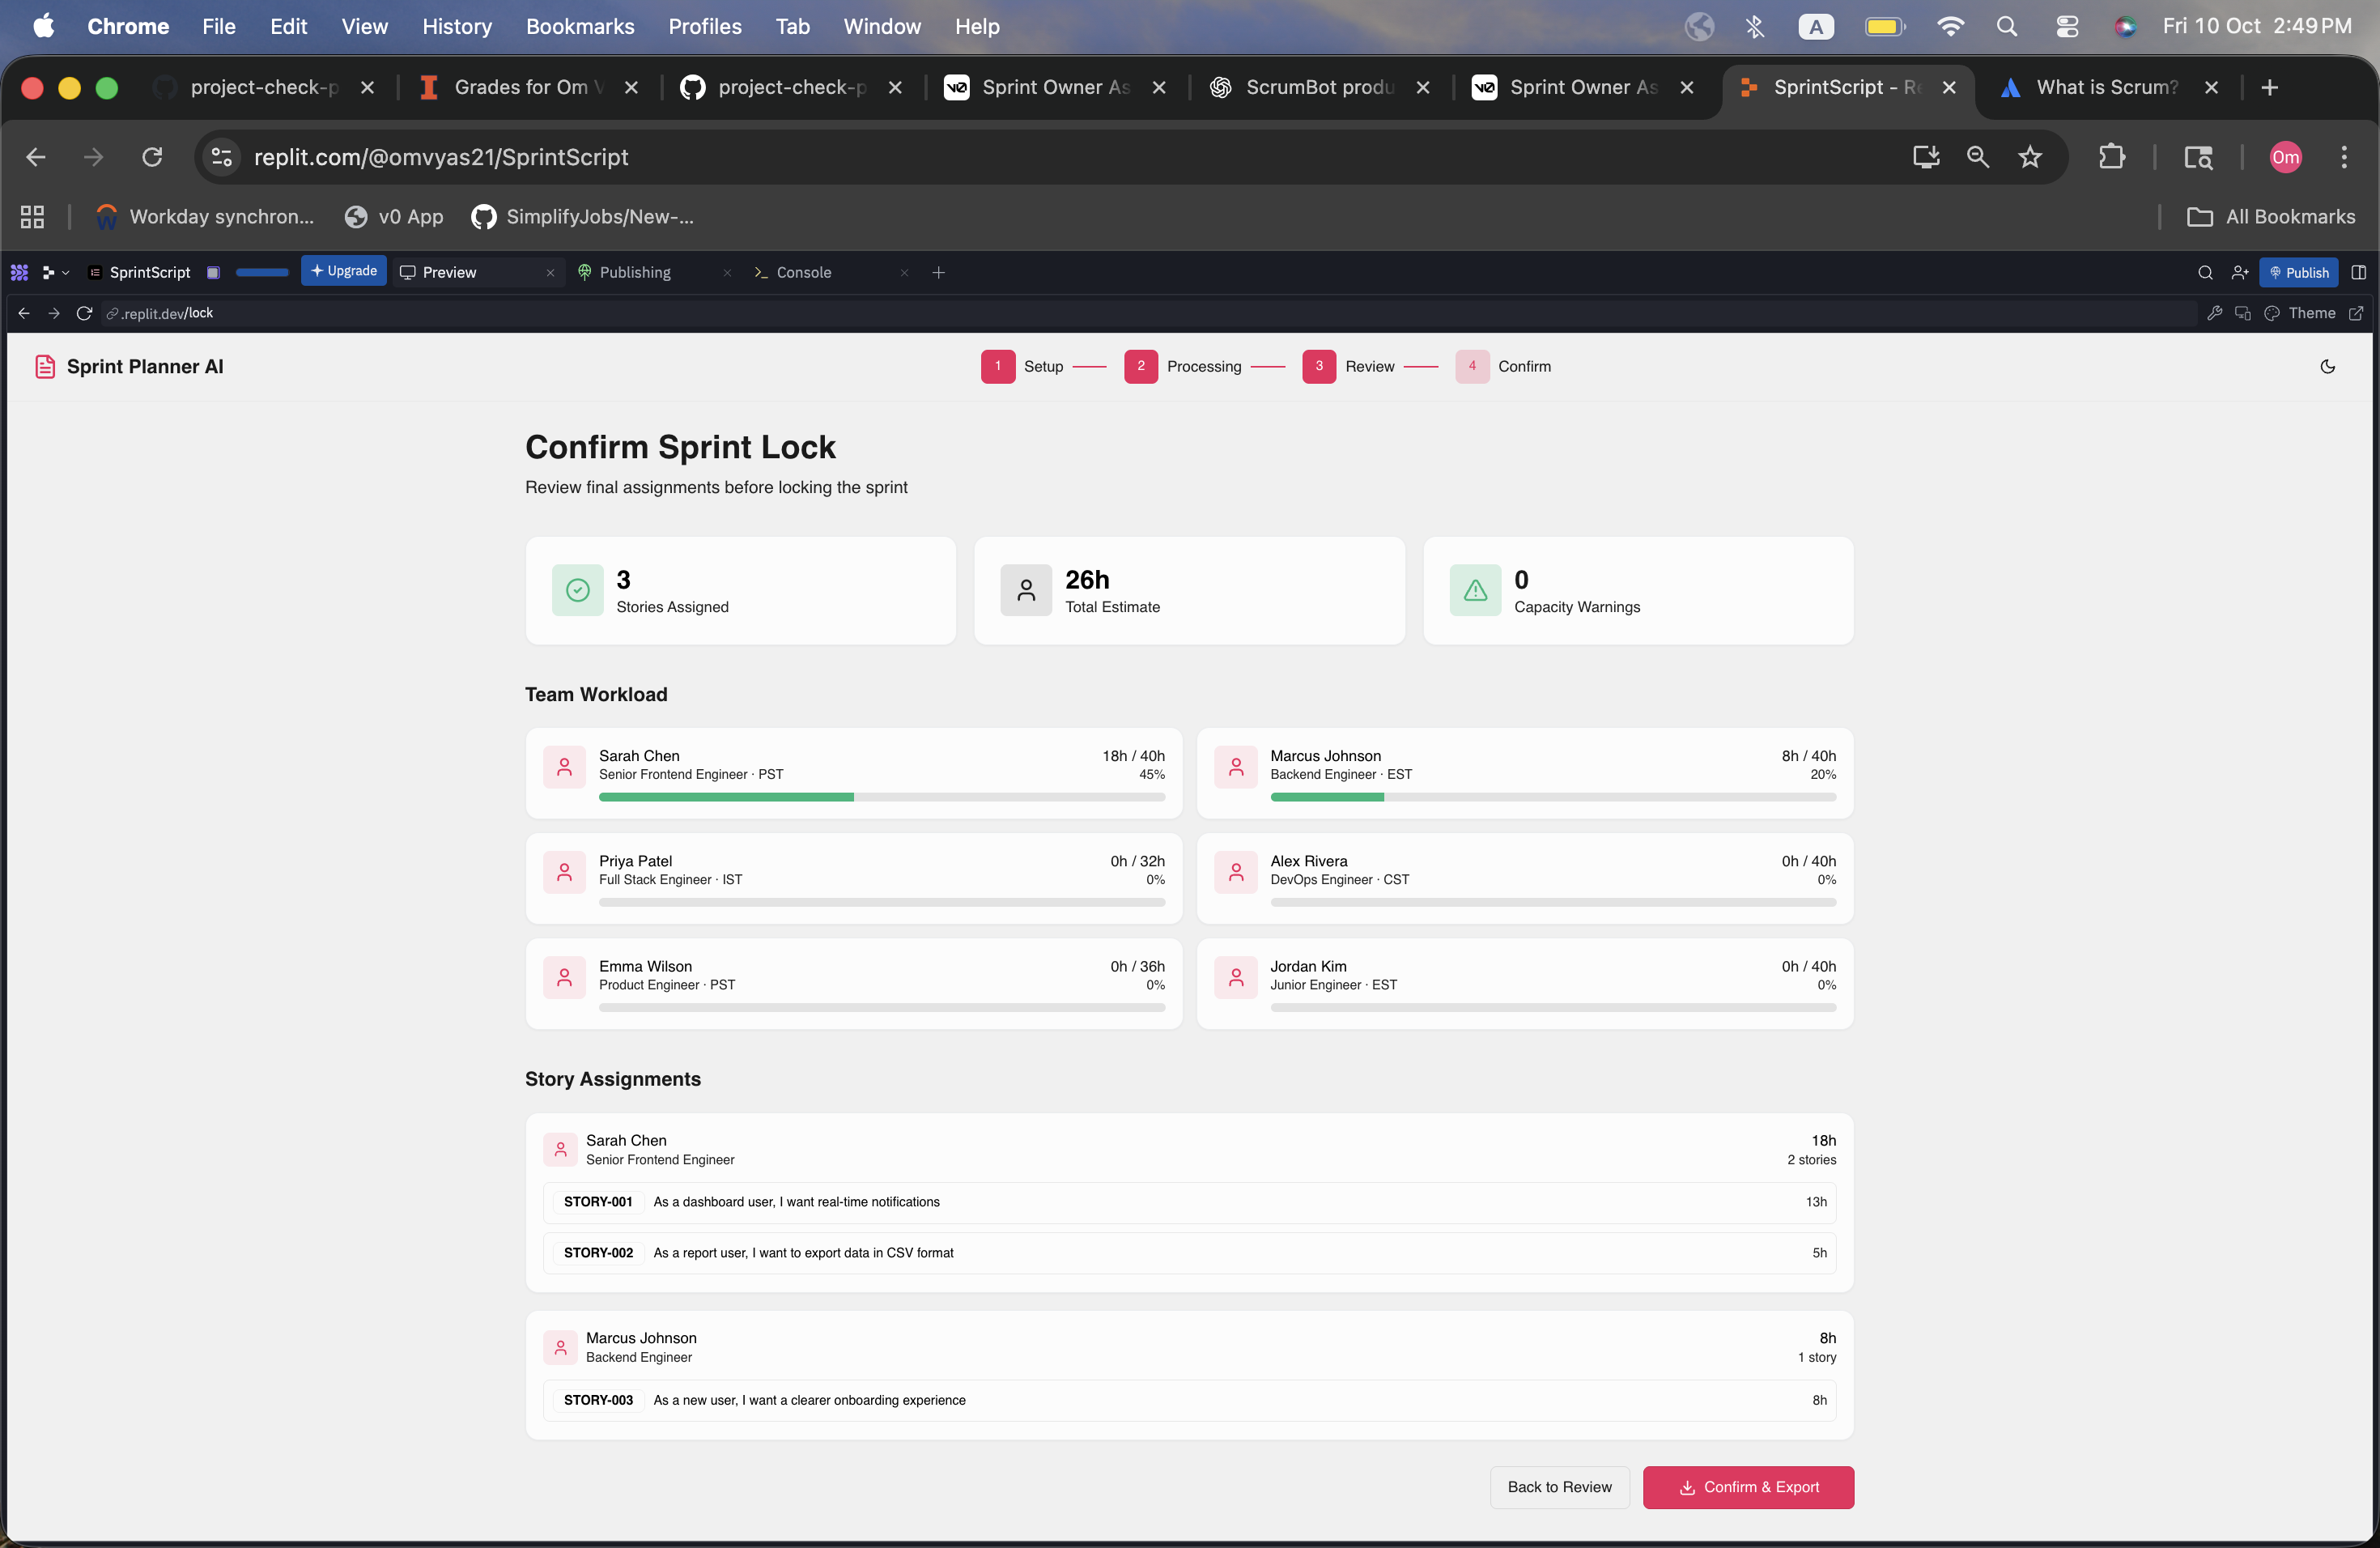 Chrome File Edit View History Bookmarks Profiles Tab Window Help A Fri 10 Oct 2:49 PM
project-check-p Grades for Om V project-check-p Sprint Owner As ScrumBot produ Sprint Owner As SprintScript - Re What is Scrum?
replit.com/@omvyas21/SprintScript Om
Workday synchron... v0 App SimplifyJobs/New-... All Bookmarks
SprintScript Upgrade Preview Publishing Console Publish
.replit.dev/lock Theme
Sprint Planner AI 1 Setup 2 Processing 3 Review 4 Confirm
Confirm Sprint Lock
Review final assignments before locking the sprint
3
Stories Assigned
26h
Total Estimate
0
Capacity Warnings
Team Workload
Sarah Chen 18h / 40h
Senior Frontend Engineer · PST 45%
Marcus Johnson 8h / 40h
Backend Engineer · EST 20%
Priya Patel 0h / 32h
Full Stack Engineer · IST 0%
Alex Rivera 0h / 40h
DevOps Engineer · CST 0%
Emma Wilson 0h / 36h
Product Engineer · PST 0%
Jordan Kim 0h / 40h
Junior Engineer · EST 0%
Story Assignments
Sarah Chen 18h
Senior Frontend Engineer 2 stories
STORY-001 As a dashboard user, I want real-time notifications 13h
STORY-002 As a report user, I want to export data in CSV format 5h
Marcus Johnson 8h
Backend Engineer 1 story
STORY-003 As a new user, I want a clearer onboarding experience 8h
Back to Review Confirm & Export